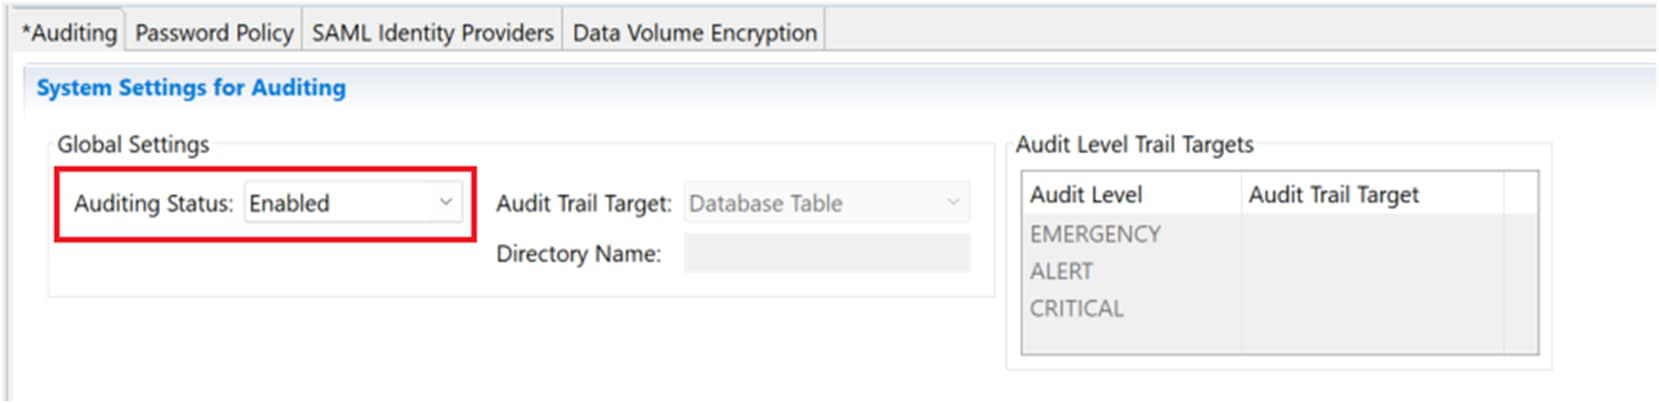 *Auditing Password Policy SAML Identity Providers Data Volume Encryption
System Settings for Auditing
Global Settings
Auditing Status: Enabled
Audit Trail Target: Database Table
Directory Name:
Audit Level Trail Targets
Audit Level Audit Trail Target
EMERGENCY
ALERT
CRITICAL